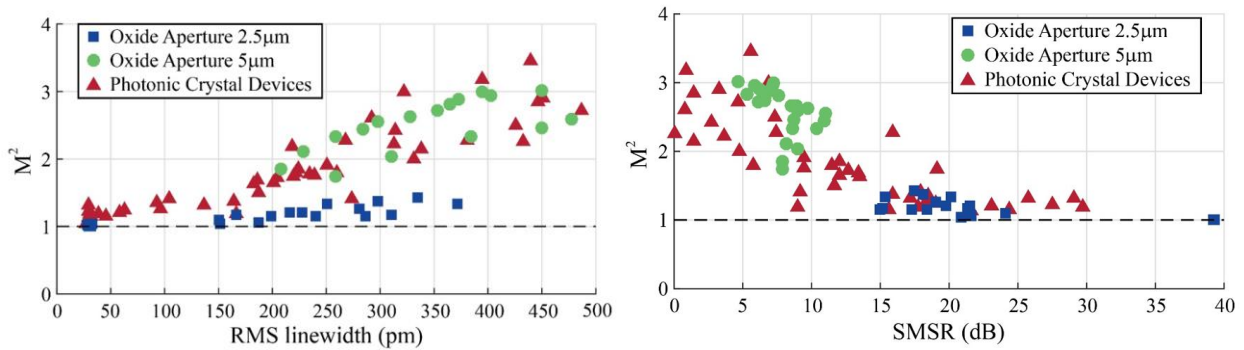 4
3
2
1
0
M²
Oxide Aperture 2.5μm
Oxide Aperture 5μm
Photonic Crystal Devices
0 50 100 150 200 250 300 350 400 450 500
RMS linewidth (pm)
4
3
2
1
0
M²
Oxide Aperture 2.5μm
Oxide Aperture 5μm
Photonic Crystal Devices
0 5 10 15 20 25 30 35 40
SMSR (dB)